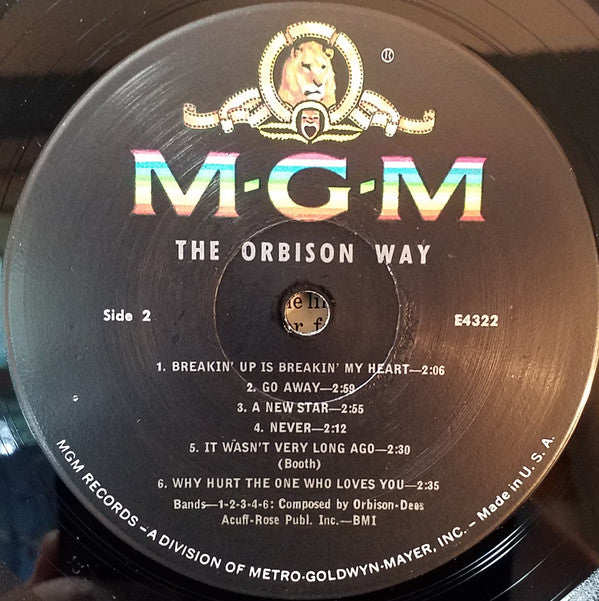 ®
M-G-M
THE ORBISON WAY
Side 2
E4322
1. BREAKIN' UP IS BREAKIN' MY HEART—2:06
2. GO AWAY—2:59
3. A NEW STAR—2:55
4. NEVER—2:12
5. IT WASN'T VERY LONG AGO—2:30
(Booth)
6. WHY HURT THE ONE WHO LOVES YOU—2:35
Bands—1-2-3-4-6: Composed by Orbison-Dees
Acuff-Rose Publ. Inc.—BMI
MGM RECORDS – A DIVISION OF METRO-GOLDWYN-MAYER, INC. – Made in U. S. A.